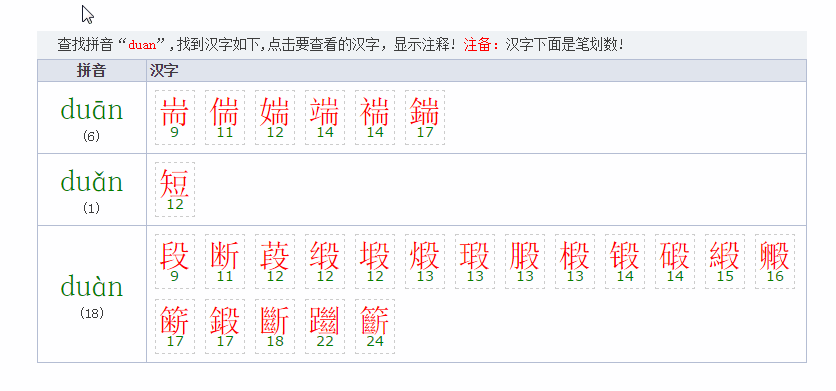 查找拼音“duan”,找到汉字如下,点击要查看的汉字，显示注释! 注备：汉字下面是笔划数!
拼音 汉字
duān 耑 偳 媏 端 褍 鍴
(6) 9 11 12 14 14 17
duǎn 短
(1) 12
段 断 葮 缎 塅 煅 瑖 腶 椴 锻 碫 緞 毈
9 11 12 12 12 13 13 13 13 14 14 15 16
duàn
(18)
簖 鍛 斷 躖 籪
17 17 18 22 24